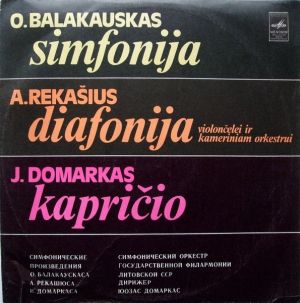 O.BALAKAUSKAS
simfonija
МЕЛОДИЯ
A.REKAŠIUS
diafonija violončelei ir
kameriniam orkestrui
J. DOMARKAS
kapričio
СИМФОНИЧЕСКИЕ
ПРОИЗВЕДЕНИЯ
О. БАЛАКАУСКАСА
А. РЕКАШЮСА
И. ДОМАРКАСА
СИМФОНИЧЕСКИЙ ОРКЕСТР
ГОСУДАРСТВЕННОЙ ФИЛАРМОНИИ
ЛИТОВСКОЙ ССР
ДИРИЖЕР
ЮОЗАС ДОМАРКАС